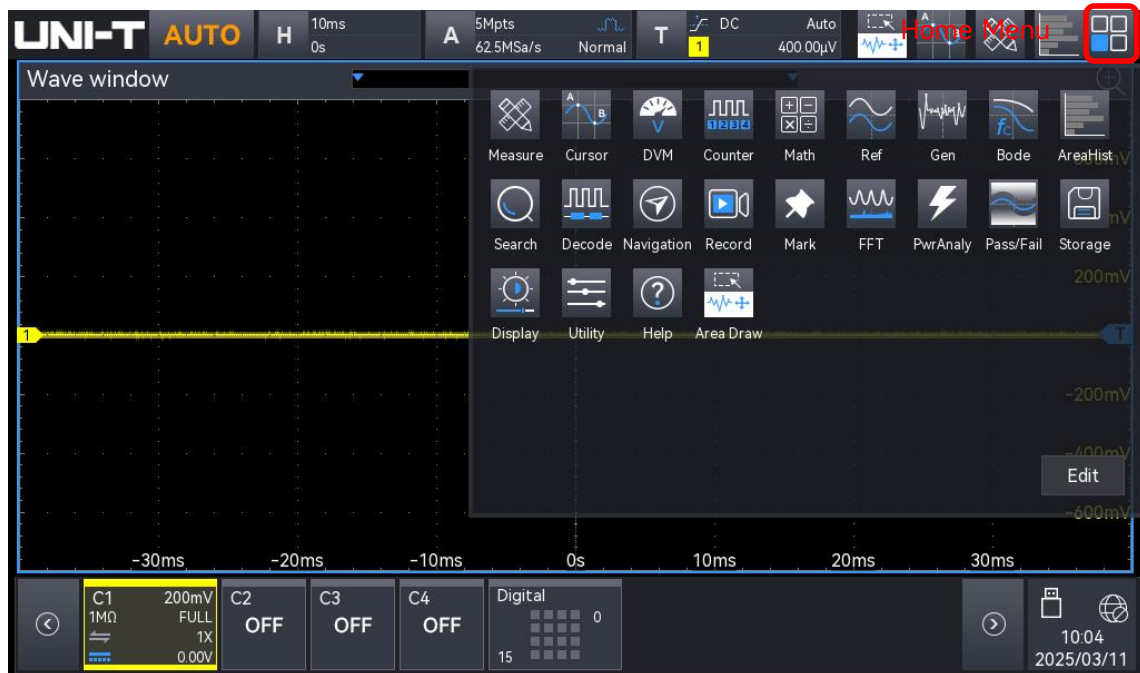 UNI-T AUTO H 10ms A 5Mpts T DC Auto Home Menu
0s 62.5MSa/s Normal 1 400.00μV
Wave window
Measure Cursor DVM Counter Math Ref Gen Bode AreaHist
Search Decode Navigation Record Mark FFT PwrAnaly Pass/Fail Storage
200mV
Display Utility Help Area Draw
1 T
-200mV
-400mV
Edit
-600mV
-30ms -20ms -10ms 0s 10ms 20ms 30ms
C1 200mV C2 C3 C4 Digital
1MΩ FULL OFF OFF OFF 0
1X
0.00V 15
10:04
2025/03/11